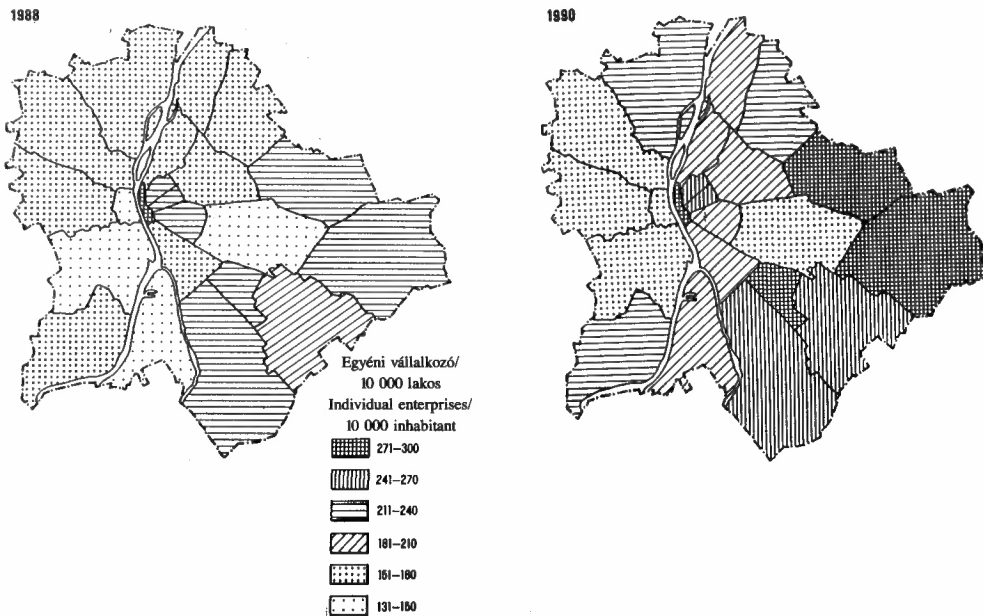 1988
1990
Egyéni vállalkozó/
10 000 lakos
Individual enterprises/
10 000 inhabitant
271–300
241–270
211–240
181–210
151–180
131–150